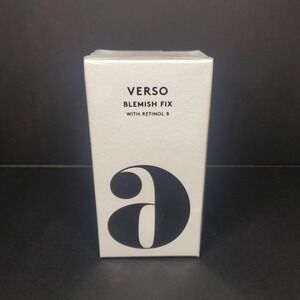 VERSO
BLEMISH FIX
WITH RETINOL 8
a